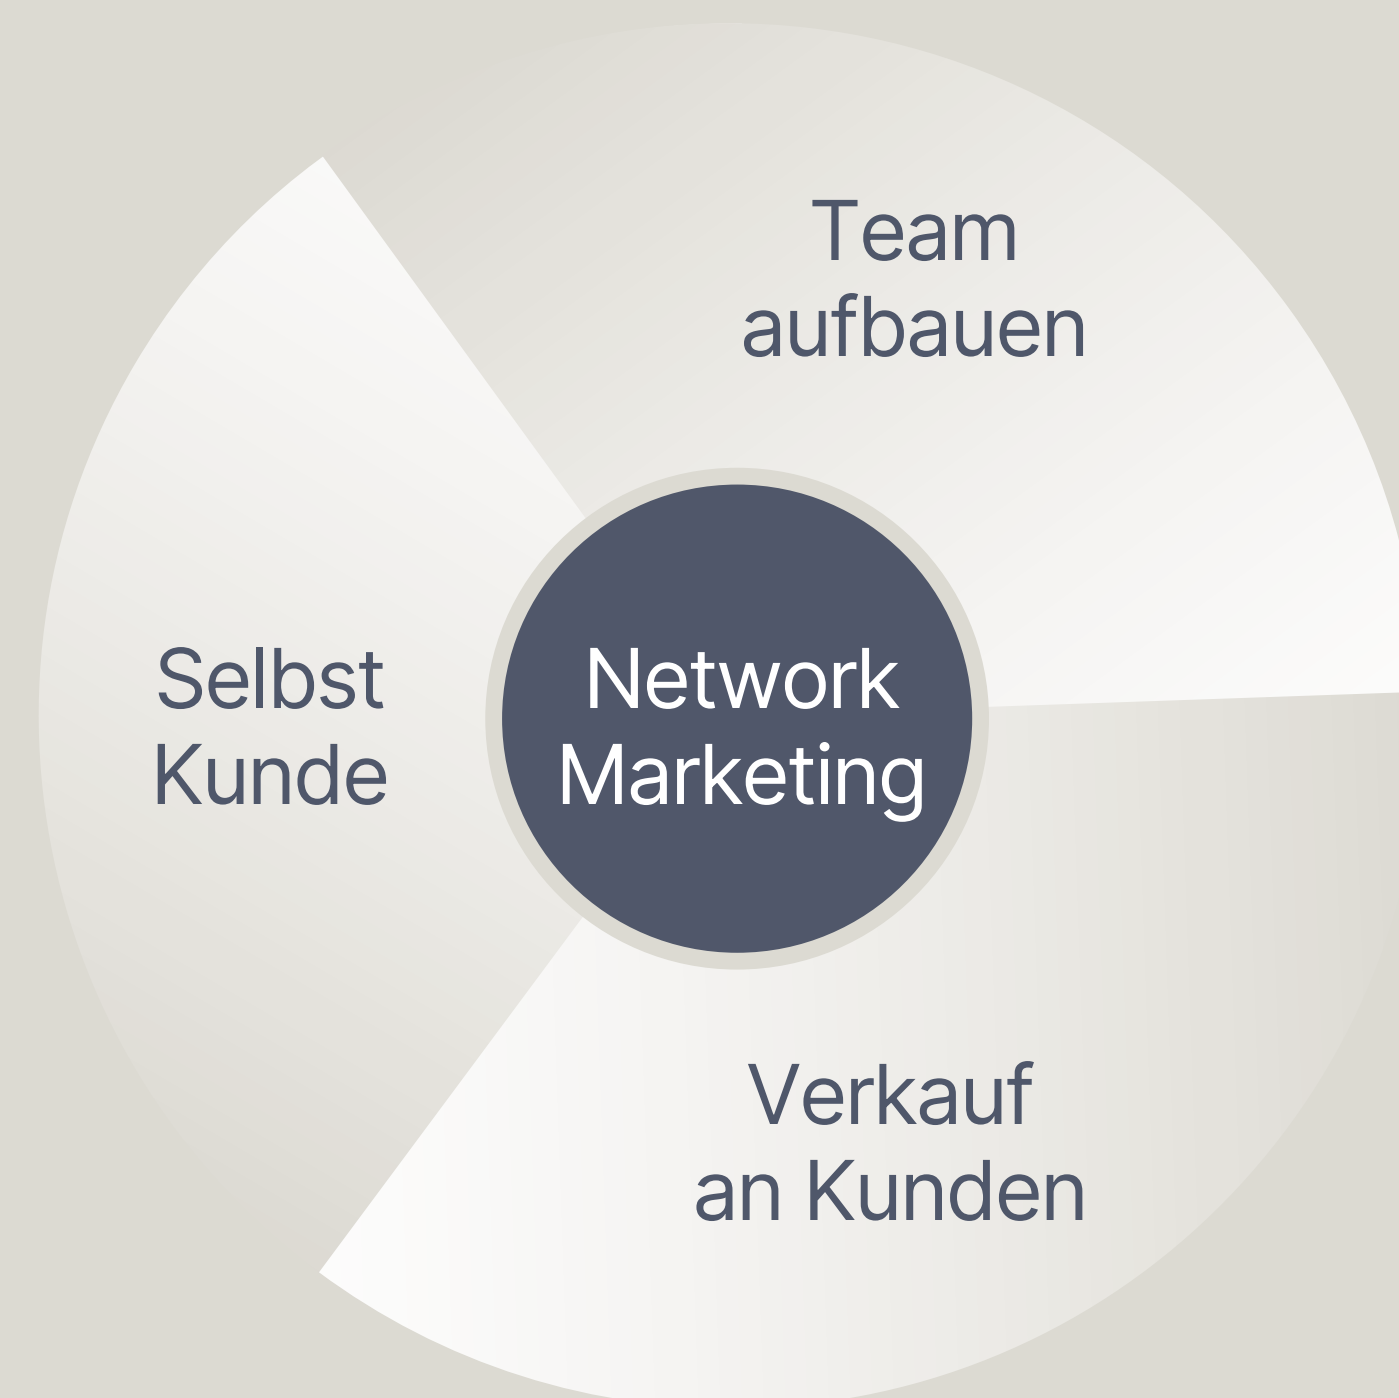 Team
aufbauen
Selbst
Kunde
Network
Marketing
Verkauf
an Kunden